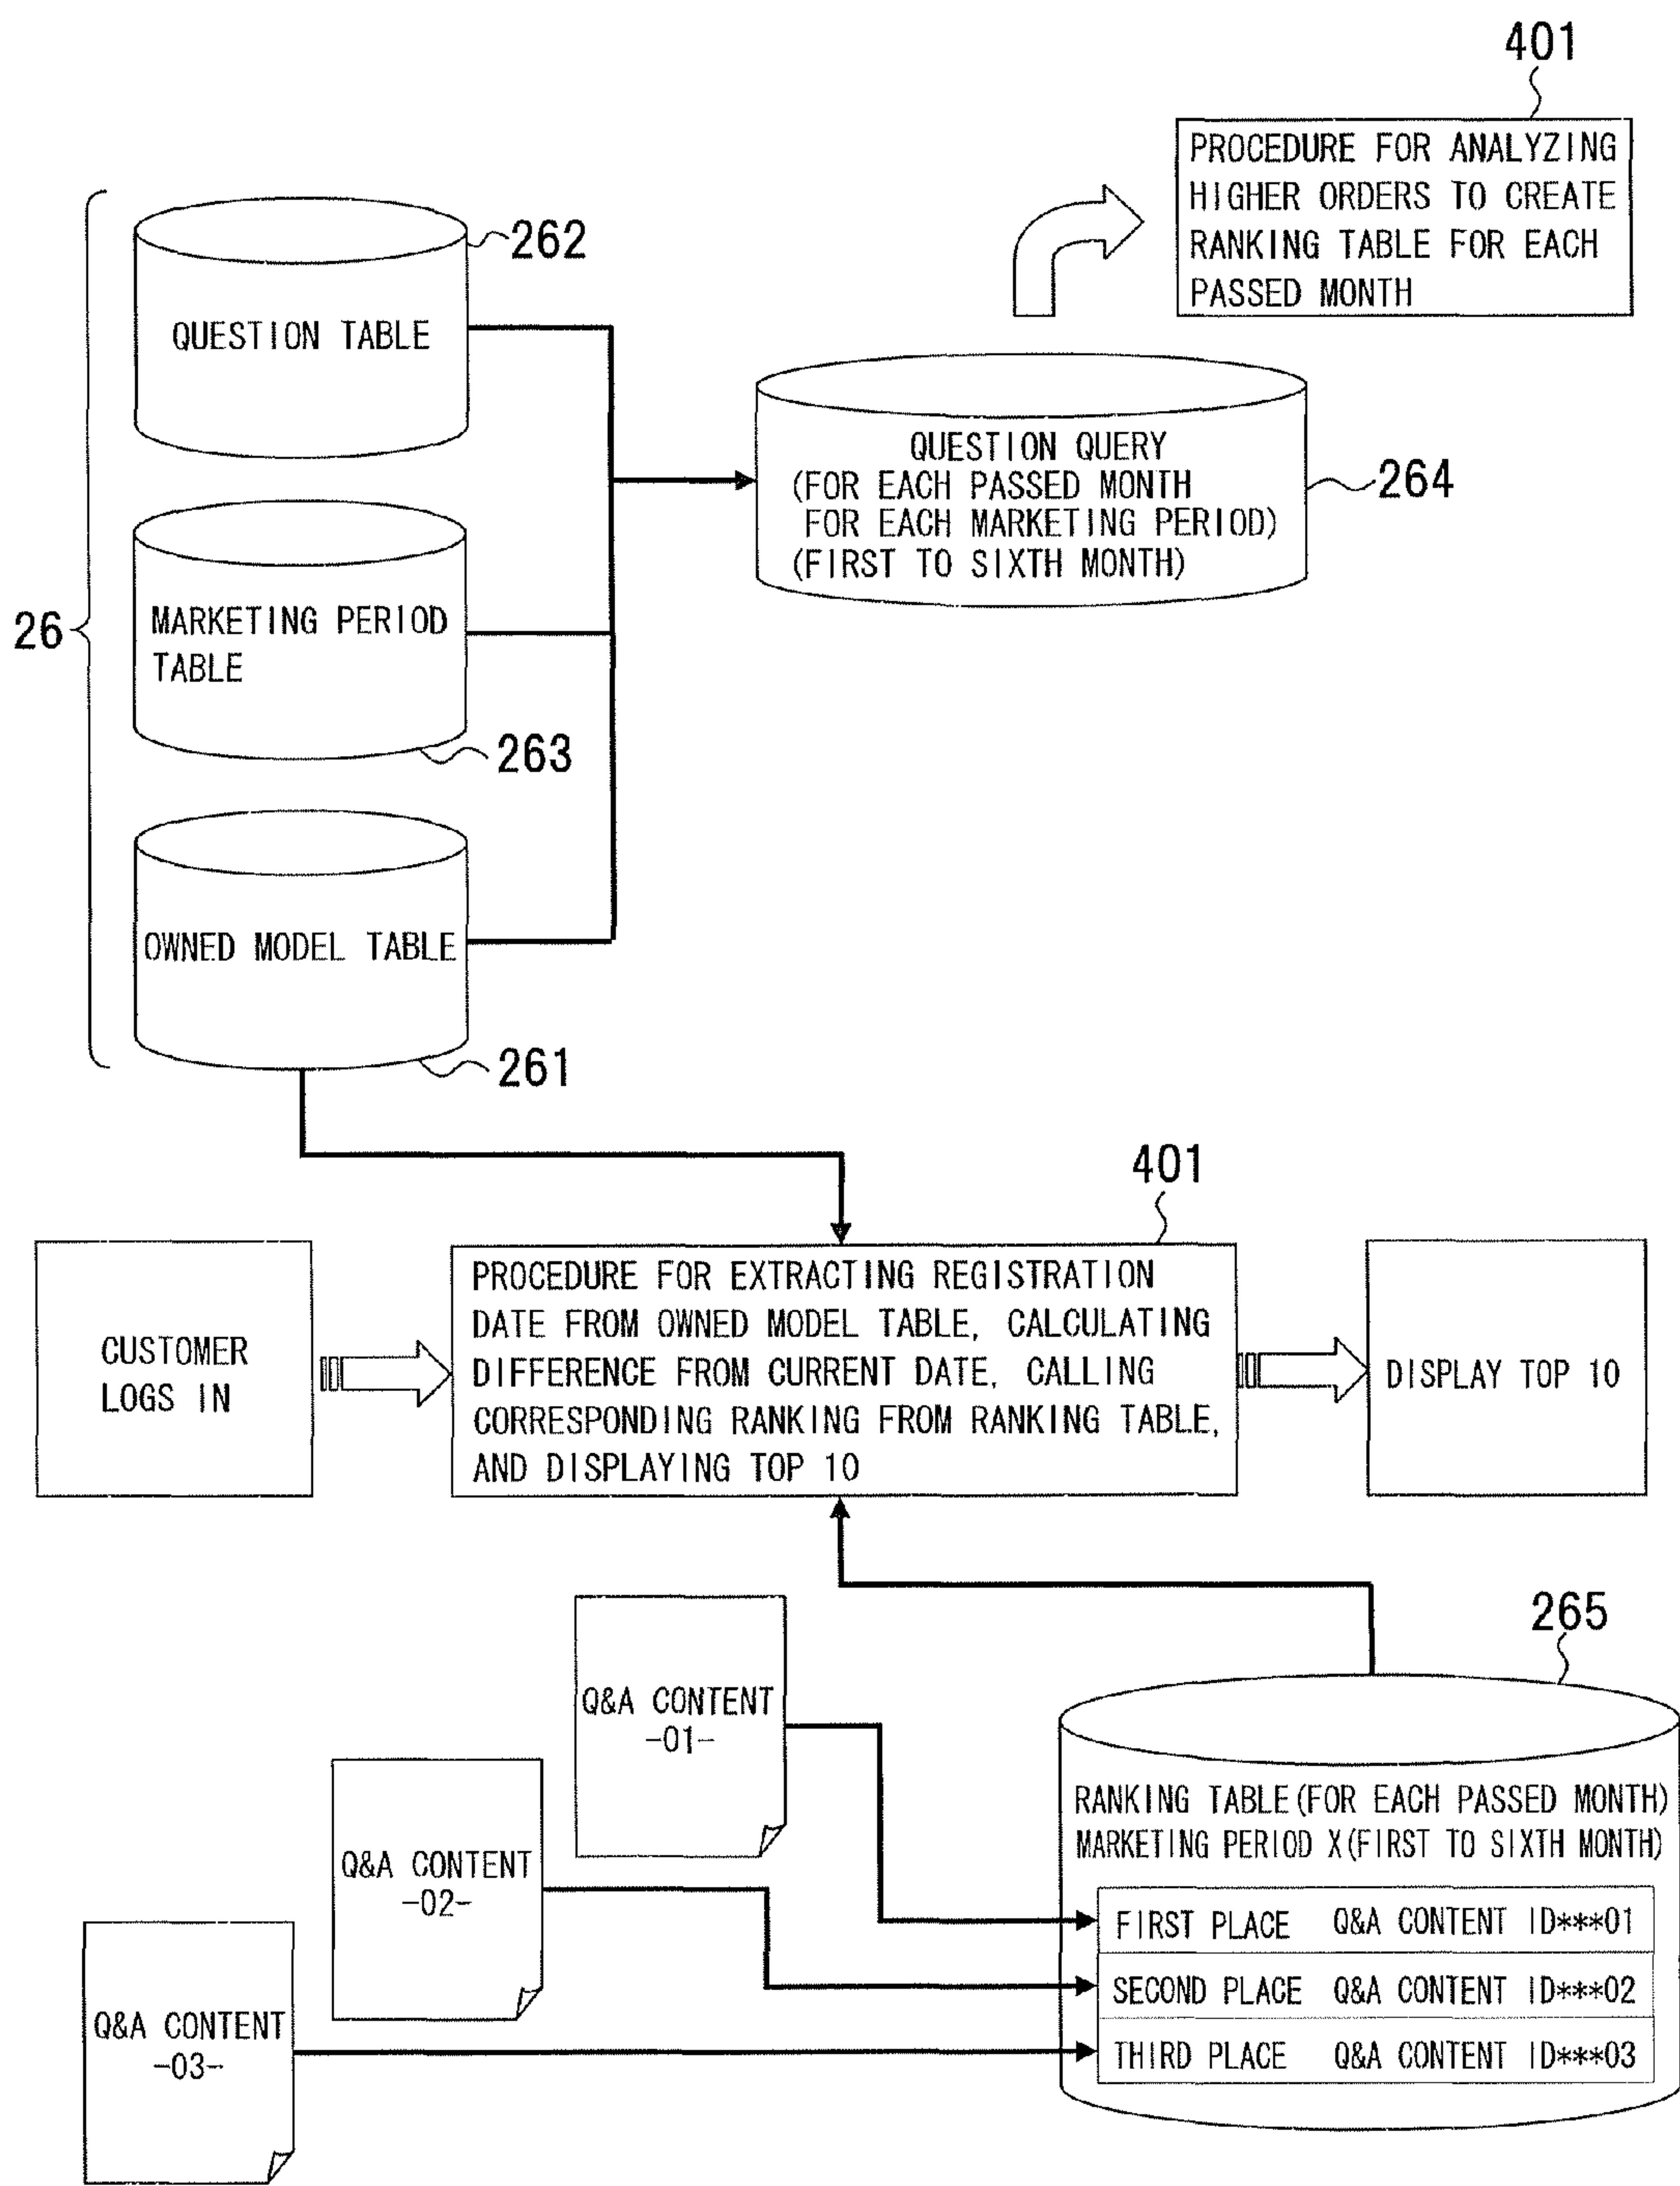 401
PROCEDURE FOR ANALYZING
HIGHER ORDERS TO CREATE
RANKING TABLE FOR EACH
PASSED MONTH
262
QUESTION TABLE
QUESTION QUERY
(FOR EACH PASSED MONTH
FOR EACH MARKETING PERIOD)
(FIRST TO SIXTH MONTH)
264
26
MARKETING PERIOD
TABLE
263
OWNED MODEL TABLE
261
401
CUSTOMER
LOGS IN
PROCEDURE FOR EXTRACTING REGISTRATION
DATE FROM OWNED MODEL TABLE, CALCULATING
DIFFERENCE FROM CURRENT DATE, CALLING
CORRESPONDING RANKING FROM RANKING TABLE,
AND DISPLAYING TOP 10
DISPLAY TOP 10
265
Q&A CONTENT
-01-
Q&A CONTENT
-02-
Q&A CONTENT
-03-
RANKING TABLE(FOR EACH PASSED MONTH)
MARKETING PERIOD X(FIRST TO SIXTH MONTH)
FIRST PLACE Q&A CONTENT ID***01
SECOND PLACE Q&A CONTENT ID***02
THIRD PLACE Q&A CONTENT ID***03